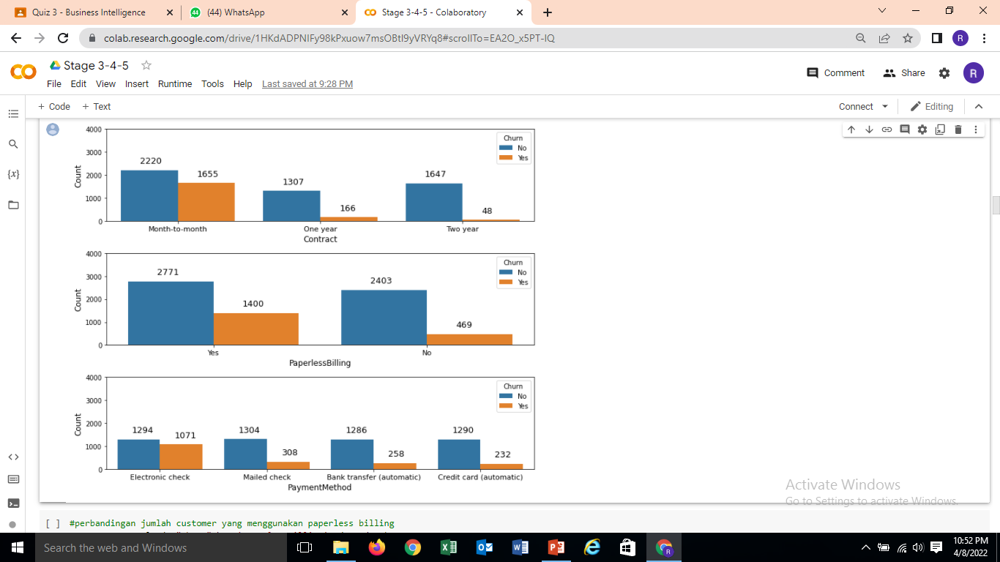 Quiz 3 - Business Intelligence
(44) WhatsApp
Stage 3-4-5 - Colaboratory
colab.research.google.com/drive/1HKdADPNIFy98kPxuow7msOBtI9yVRYq8#scrollTo=EA2O_x5PT-IQ
R
Stage 3-4-5
File Edit View Insert Runtime Tools Help Last saved at 9:28 PM
Comment Share R
+ Code + Text
Connect Editing
4000
3000
2000
1000
0
Count
2220
1655
1307
166
1647
48
Churn
No
Yes
Month-to-month One year Two year
Contract
4000
3000
2000
1000
0
Count
2771
1400
2403
469
Churn
No
Yes
Yes No
PaperlessBilling
4000
3000
2000
1000
0
Count
1294
1071
1304
308
1286
258
1290
232
Churn
No
Yes
Electronic check Mailed check Bank transfer (automatic) Credit card (automatic)
PaymentMethod
Activate Windows
Go to Settings to activate Windows.
[ ] #perbandingan jumlah customer yang menggunakan paperless billing
Search the web and Windows
10:52 PM
4/8/2022